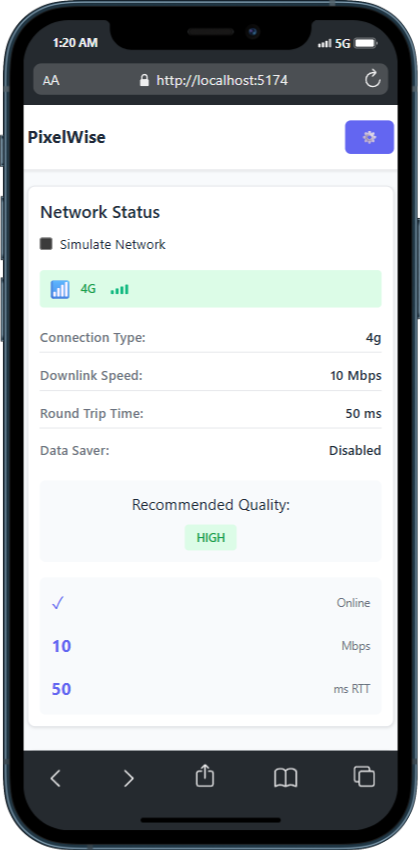 1:20 AM 5G
AA http://localhost:5174
PixelWise
Network Status
Simulate Network
4G
Connection Type: 4g
Downlink Speed: 10 Mbps
Round Trip Time: 50 ms
Data Saver: Disabled
Recommended Quality:
HIGH
✓ Online
10 Mbps
50 ms RTT